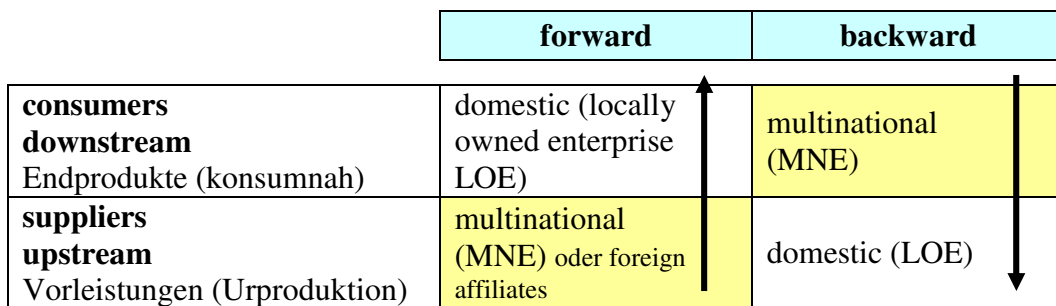 forward backward
consumers
downstream
Endprodukte (konsumnah)
domestic (locally
owned enterprise
LOE)
multinational
(MNE)
suppliers
upstream
Vorleistungen (Urproduktion)
multinational
(MNE) oder foreign
affiliates
domestic (LOE)